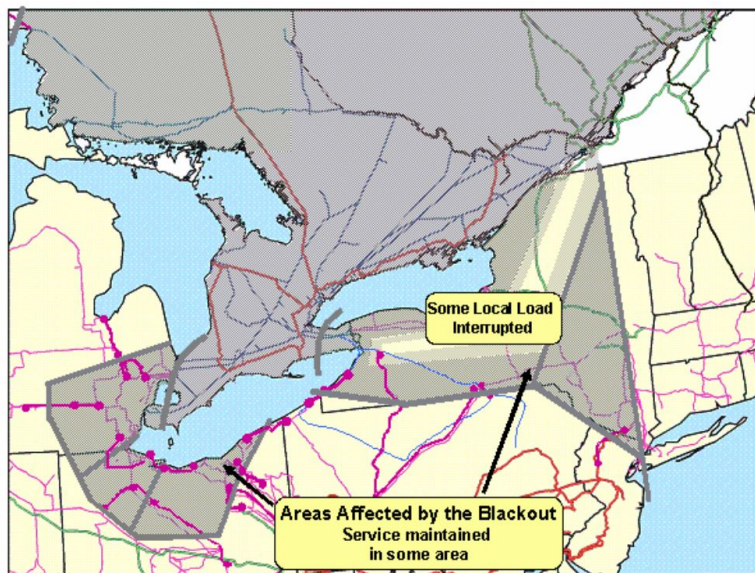 Some Local Load
Interrupted
Areas Affected by the Blackout
Service maintained
in some area